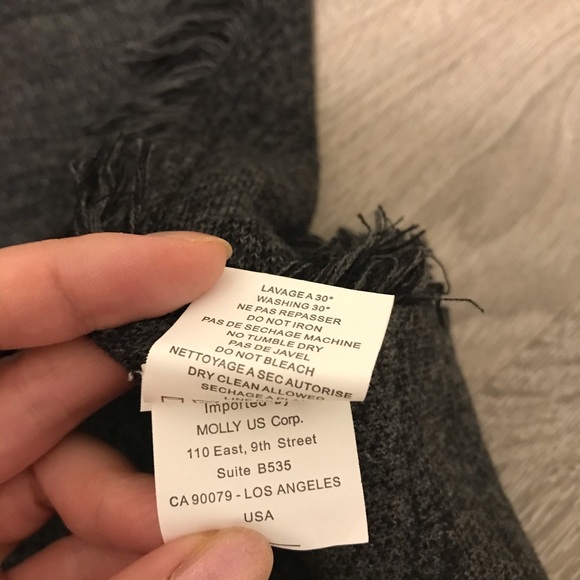 LAVAGE A 30°
WASHING 30°
NE PAS REPASSER
DO NOT IRON
PAS DE SECHAGE MACHINE
NO TUMBLE DRY
PAS DE JAVEL
DO NOT BLEACH
NETTOYAGE A SEC AUTORISE
DRY CLEAN ALLOWED
SECHAGE A
Imported by
MOLLY US Corp.
110 East, 9th Street
Suite B535
CA 90079 - LOS ANGELES
USA